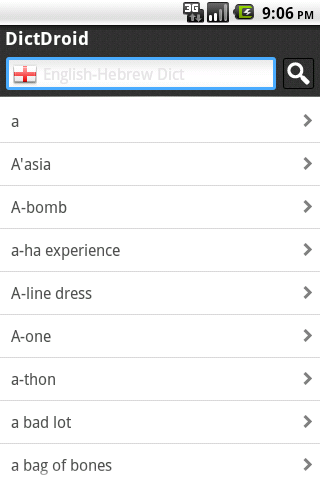 3G 9:06 PM
DictDroid
English-Hebrew Dict
a
A'asia
A-bomb
a-ha experience
A-line dress
A-one
a-thon
a bad lot
a bag of bones